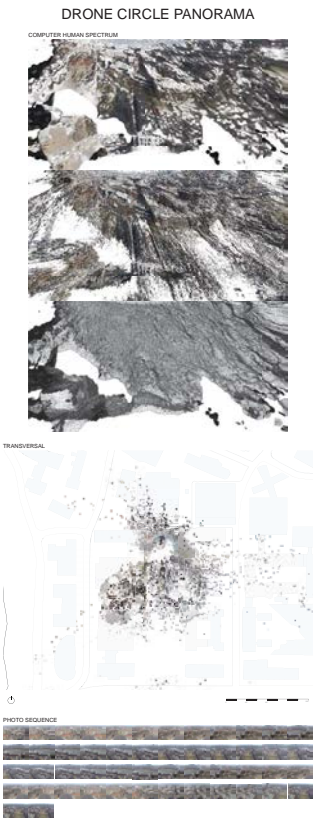 DRONE CIRCLE PANORAMA
COMPUTER HUMAN SPECTRUM
TRANSVERSAL
PHOTO SEQUENCE